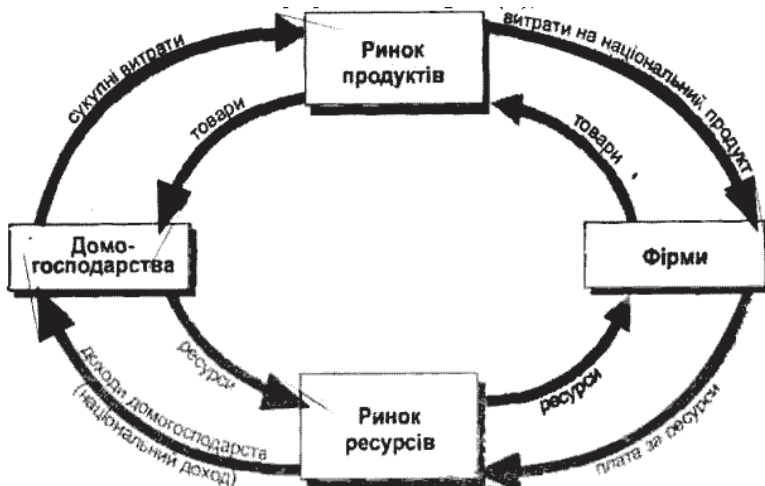 Ринок
продуктів
сукупні витрати
витрати на національний продукт
товари
товари
Домо-
господарства
Фірми
ресурси
ресурси
доходи домогосподарста
(національний доход)
Ринок
ресурсів
плата за ресурси